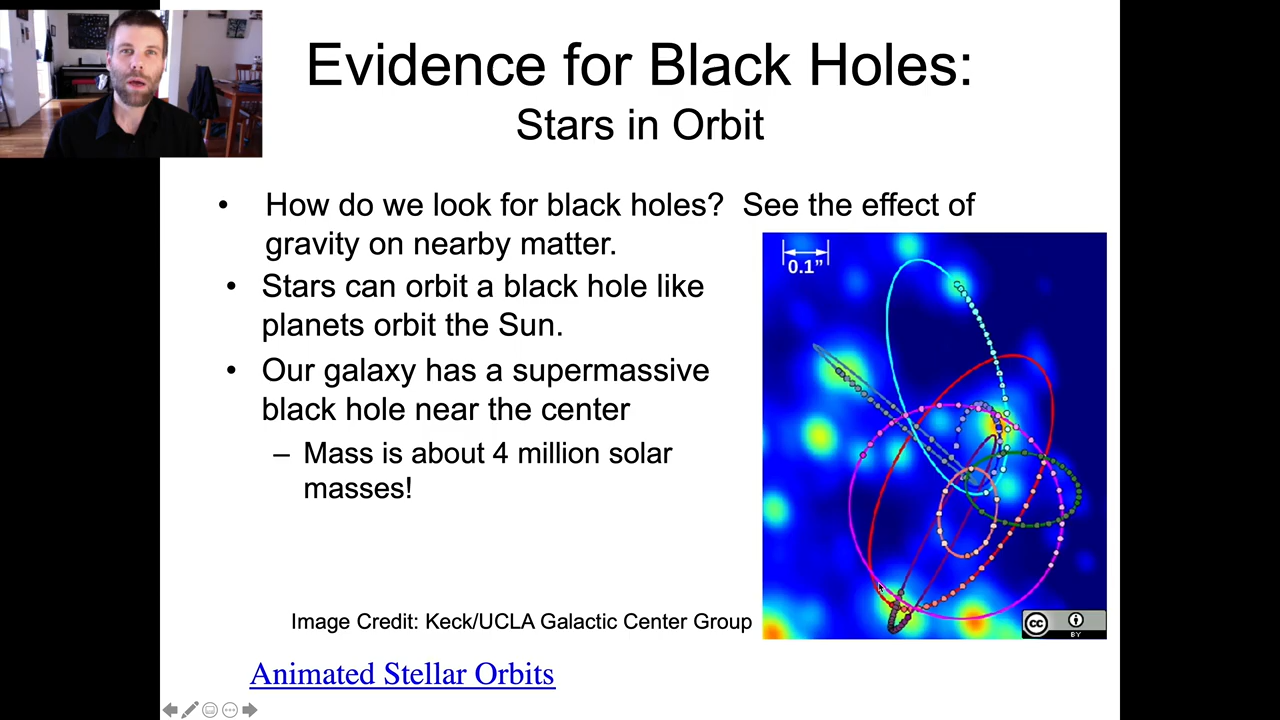 Evidence for Black Holes:
Stars in Orbit
• How do we look for black holes?  See the effect of
gravity on nearby matter.
• Stars can orbit a black hole like
planets orbit the Sun.
• Our galaxy has a supermassive
black hole near the center
– Mass is about 4 million solar
masses!
0.1”
cc
BY
Image Credit: Keck/UCLA Galactic Center Group
Animated Stellar Orbits